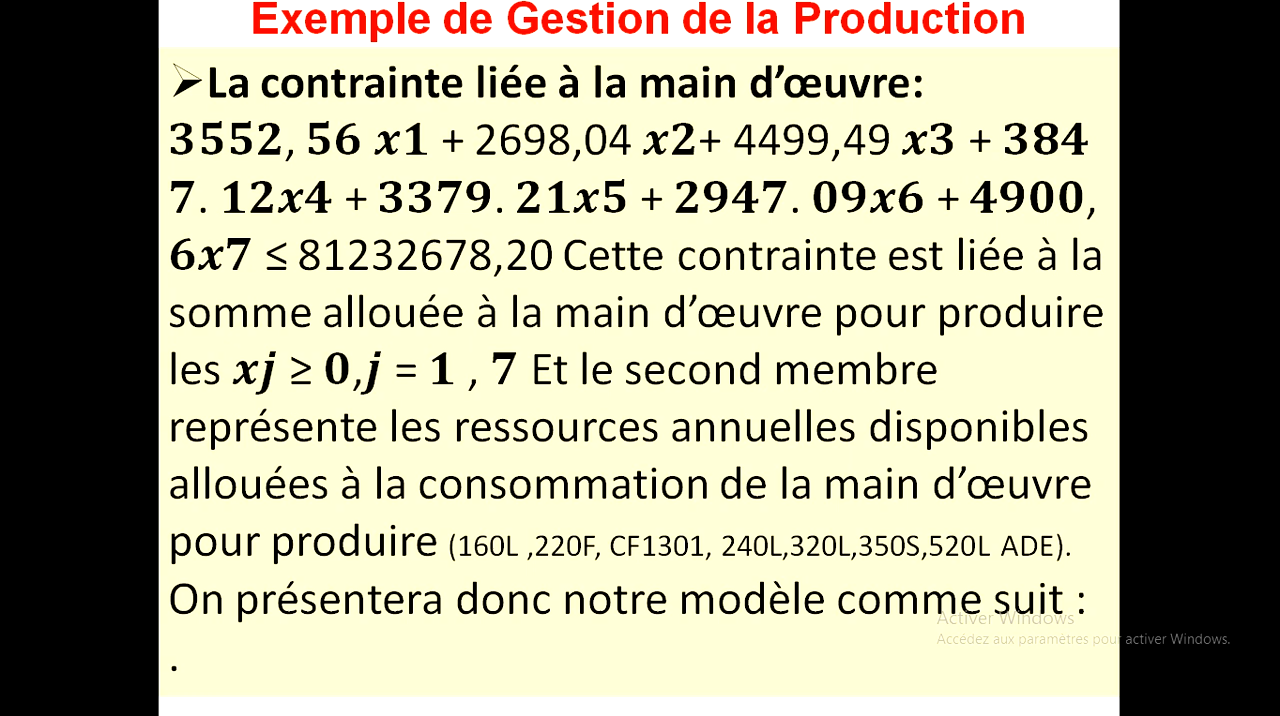 Exemple de Gestion de la Production
➢La contrainte liée à la main d’œuvre:
3552, 56 x1 + 2698,04 x2+ 4499,49 x3 + 384
7. 12x4 + 3379. 21x5 + 2947. 09x6 + 4900,
6x7 ≤ 81232678,20 Cette contrainte est liée à la
somme allouée à la main d’œuvre pour produire
les xj ≥ 0,j = 1 , 7 Et le second membre
représente les ressources annuelles disponibles
allouées à la consommation de la main d’œuvre
pour produire (160L ,220F, CF1301, 240L,320L,350S,520L ADE).
On présentera donc notre modèle comme suit :
.
Activer Windows
Accédez aux paramètres pour activer Windows.